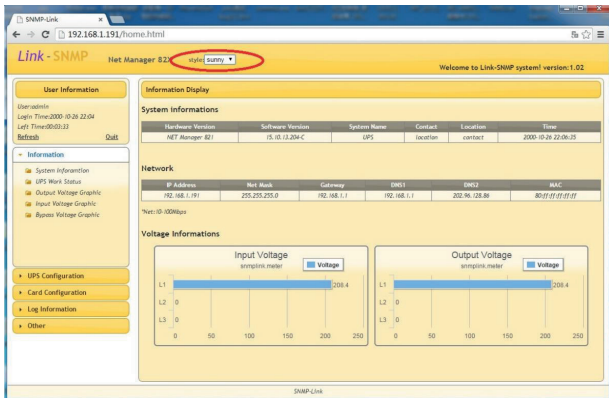 SNMP-Link
192.168.1.191/home.html
Link - SNMP Net Manager 82X style: sunny
Welcome to Link-SNMP system! version:1.02
User Information
User:admin
Login Time:2000-10-26 22:04
Left Time:00:03:33
Refresh Quit
Information
System Inforamtion
UPS Work Status
Output Voltage Graphic
Input Voltage Graphic
Bypass Voltage Graphic
UPS Configuration
Card Configuration
Log Information
Other
Information Display
System Informations
Hardware Version Software Version System Name Contact Location Time
NET Manager 821 15.10.13.204-C UPS location contact 2000-10-26 22:06:35
Network
IP Address Net Mask Gateway DNS1 DNS2 MAC
192.168.1.191 255.255.255.0 192.168.1.1 192.168.1.1 202.96.128.86 80:ff:ff:ff:ff:ff
*Net:10-100Mbps
Voltage Informations
Input Voltage
snmplink.meter
Voltage
L1 208.4
L2 0
L3 0
0 50 100 150 200 250
Output Voltage
snmplink.meter
Voltage
L1 208.4
L2 0
L3 0
0 50 100 150 200 250
SNMP-Link